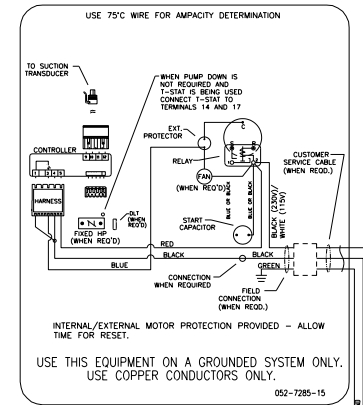 USE 75°C WIRE FOR AMPACITY DETERMINATION
TO SUCTION
TRANSDUCER
WHEN PUMP DOWN IS
NOT REQUIRED AND
T-STAT IS BEING USED
CONNECT T-STAT TO
TERMINALS 14 AND 17
EXT.
PROTECTOR
C
CONTROLLER
RELAY
CUSTOMER
SERVICE CABLE
(WHEN REQD.)
FAN
(WHEN REQ'D)
HARNESS
DLT
(WHEN
REQ'D)
FIXED HP
(WHEN REQ'D)
START
CAPACITOR
BLUE OR BLACK
BLUE OR BLACK
BLACK (230V)/
WHITE (115V)
RED
BLACK
BLACK
BLUE
GREEN
CONNECTION
WHEN REQUIRED
FIELD
CONNECTION
(WHEN REQD.)
INTERNAL/EXTERNAL MOTOR PROTECTION PROVIDED - ALLOW
TIME FOR RESET.
USE THIS EQUIPMENT ON A GROUNDED SYSTEM ONLY.
USE COPPER CONDUCTORS ONLY.
052-7285-15